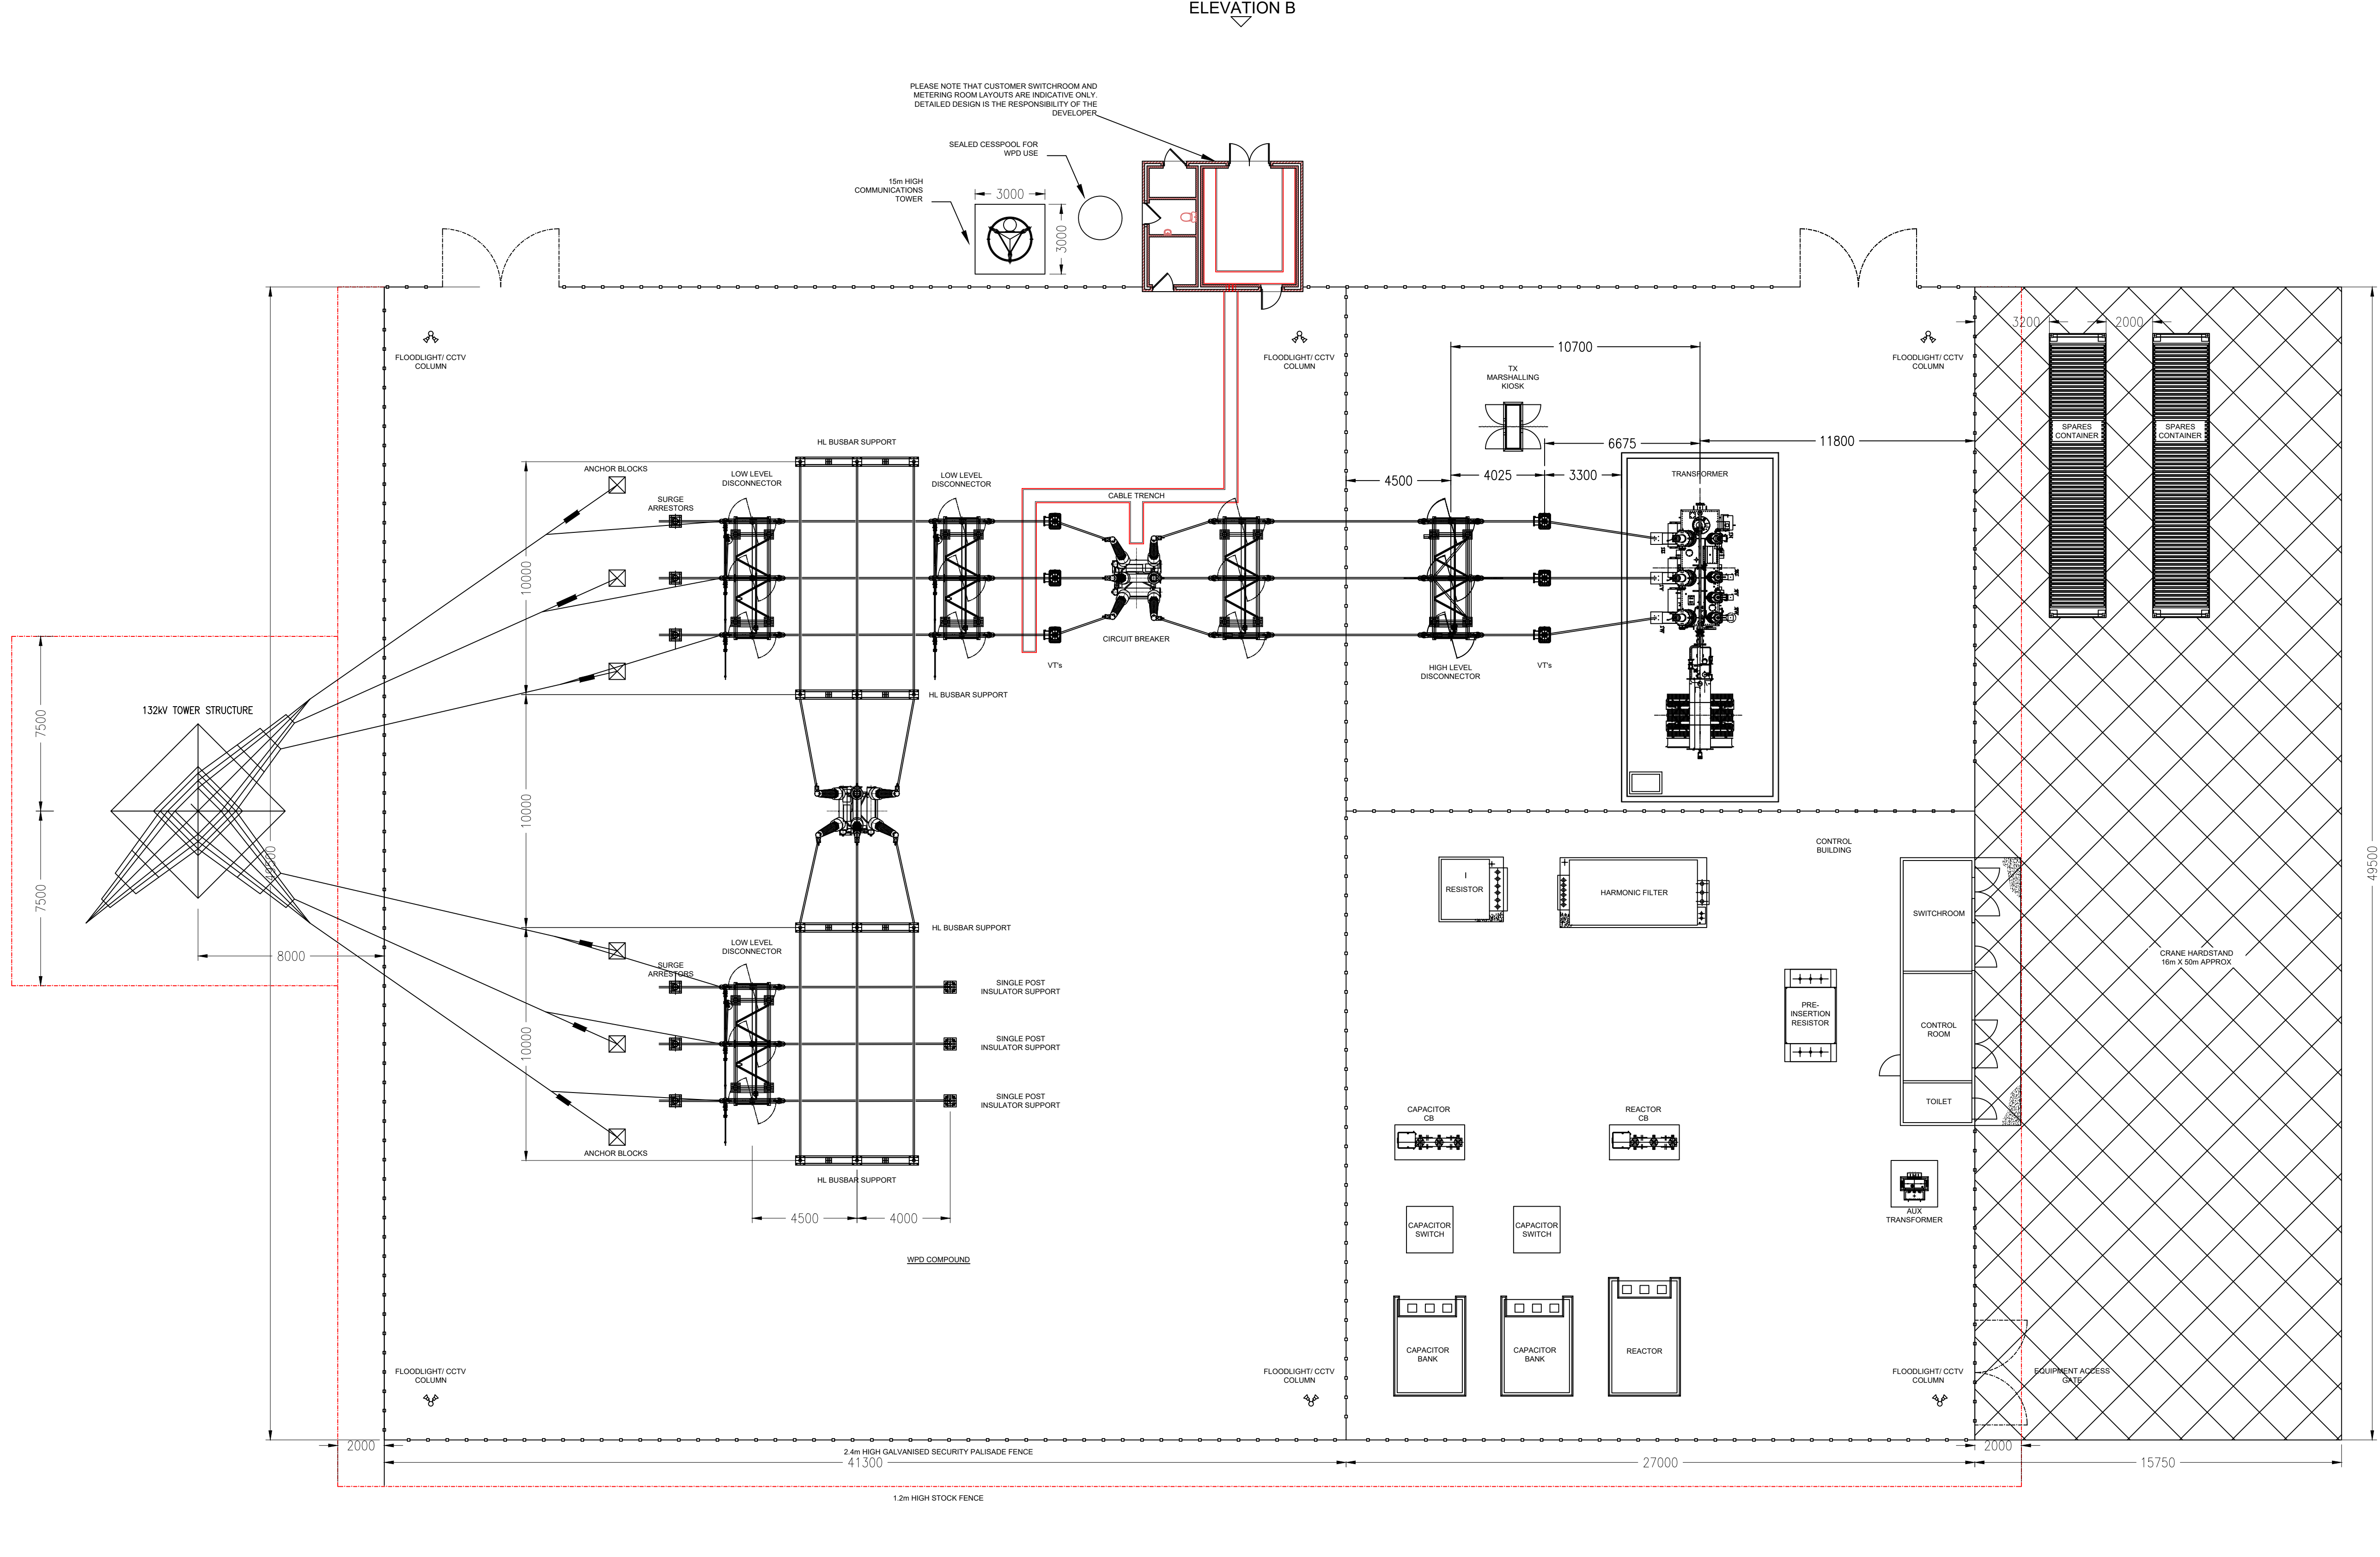 ELEVATION B
PLEASE NOTE THAT CUSTOMER SWITCHROOM AND
METERING ROOM LAYOUTS ARE INDICATIVE ONLY.
DETAILED DESIGN IS THE RESPONSIBILITY OF THE
DEVELOPER
SEALED CESSPOOL FOR
WPD USE
15m HIGH
COMMUNICATIONS
TOWER
3000
3000
FLOODLIGHT/ CCTV
COLUMN
FLOODLIGHT/ CCTV
COLUMN
FLOODLIGHT/ CCTV
COLUMN
3200
2000
10700
TX
MARSHALLING
KIOSK
6675
11800
4500
4025
3300
TRANSFORMER
SPARES
CONTAINER
SPARES
CONTAINER
HL BUSBAR SUPPORT
ANCHOR BLOCKS
LOW LEVEL
DISCONNECTOR
LOW LEVEL
DISCONNECTOR
SURGE
ARRESTORS
CABLE TRENCH
10000
CIRCUIT BREAKER
VT's
HIGH LEVEL
DISCONNECTOR
VT's
HL BUSBAR SUPPORT
132kV TOWER STRUCTURE
7500
7500
10000
49500
8000
HL BUSBAR SUPPORT
LOW LEVEL
DISCONNECTOR
SURGE
ARRESTORS
SINGLE POST
INSULATOR SUPPORT
SINGLE POST
INSULATOR SUPPORT
SINGLE POST
INSULATOR SUPPORT
10000
ANCHOR BLOCKS
HL BUSBAR SUPPORT
4500
4000
WPD COMPOUND
CONTROL
BUILDING
I
RESISTOR
HARMONIC FILTER
SWITCHROOM
PRE-
INSERTION
RESISTOR
CONTROL
ROOM
TOILET
CRANE HARDSTAND
16m X 50m APPROX
49500
CAPACITOR
CB
REACTOR
CB
AUX
TRANSFORMER
CAPACITOR
SWITCH
CAPACITOR
SWITCH
CAPACITOR
BANK
CAPACITOR
BANK
REACTOR
FLOODLIGHT/ CCTV
COLUMN
FLOODLIGHT/ CCTV
COLUMN
FLOODLIGHT/ CCTV
COLUMN
EQUIPMENT ACCESS
GATE
2000
2.4m HIGH GALVANISED SECURITY PALISADE FENCE
2000
41300
27000
15750
1.2m HIGH STOCK FENCE